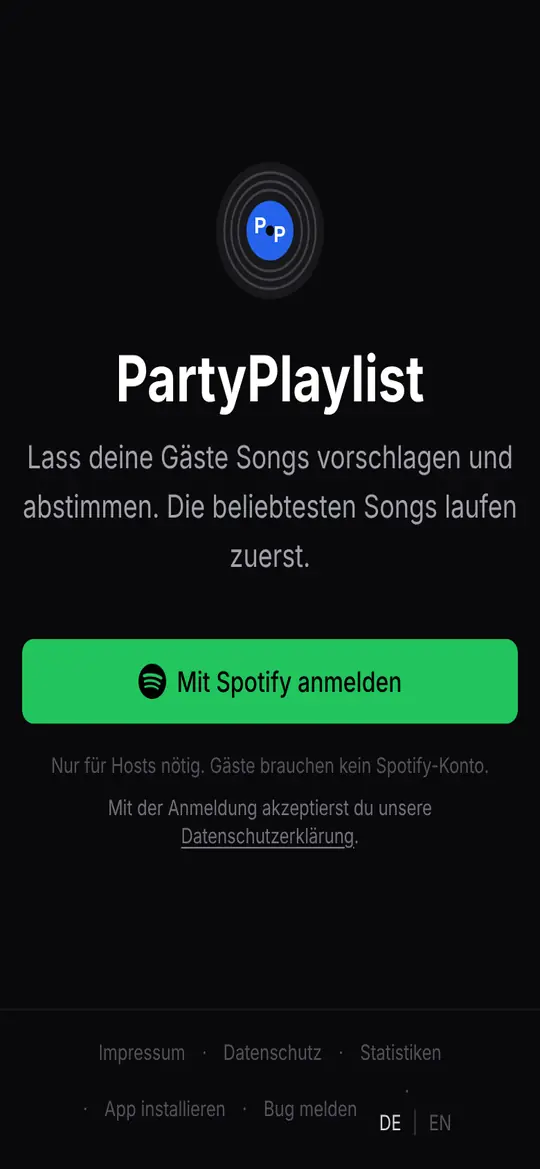 P P
PartyPlaylist
Lass deine Gäste Songs vorschlagen und
abstimmen. Die beliebtesten Songs laufen
zuerst.
Mit Spotify anmelden
Nur für Hosts nötig. Gäste brauchen kein Spotify-Konto.
Mit der Anmeldung akzeptierst du unsere
Datenschutzerklärung.
Impressum · Datenschutz · Statistiken
· App installieren · Bug melden ·
DE | EN